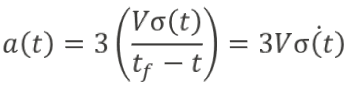 a(t) = 3 (Vσ(t) / (t_f − t)) = 3Vσ̇(t)